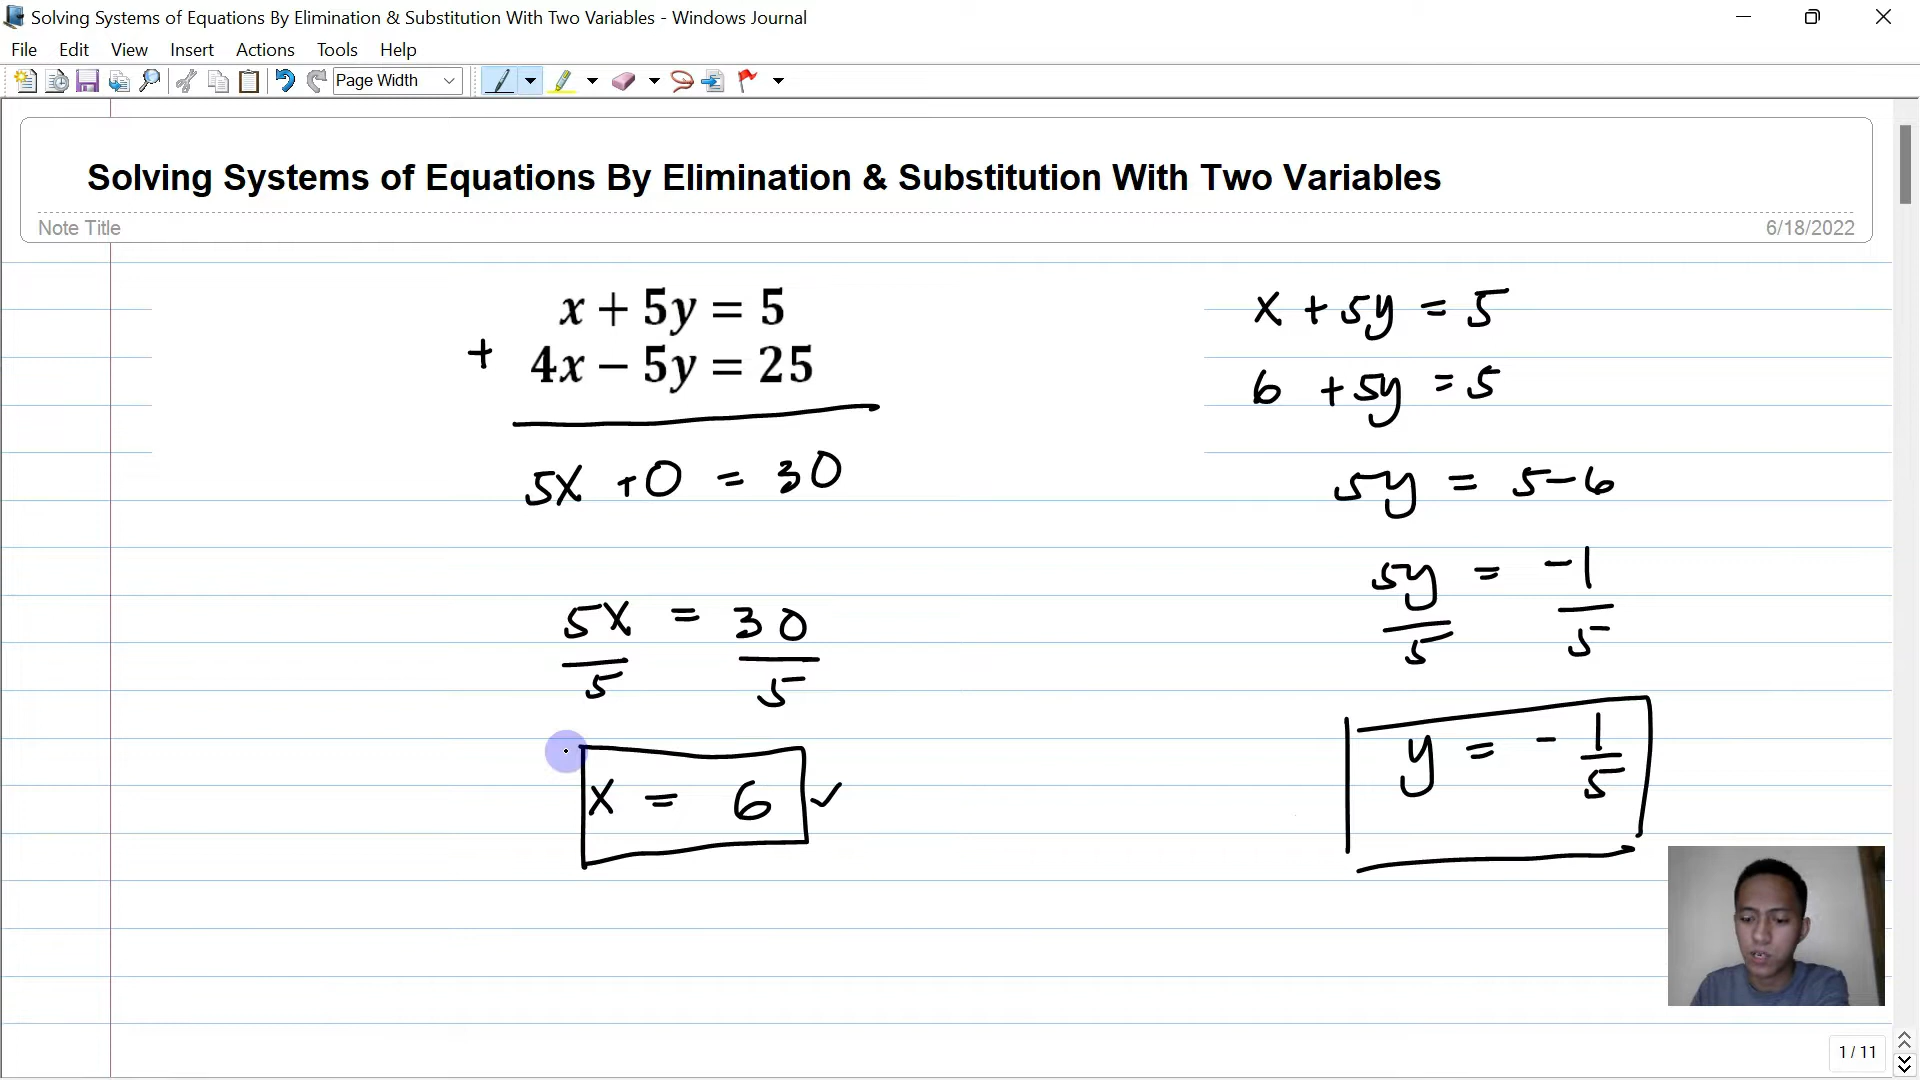 Solving Systems of Equations By Elimination & Substitution With Two Variables - Windows Journal
File Edit View Insert Actions Tools Help
Page Width
Solving Systems of Equations By Elimination & Substitution With Two Variables
Note Title
6/18/2022
x + 5y = 5
+
4x − 5y = 25
5x + 0 = 30
5x = 30
5 5
x = 6 ✓
x + 5y = 5
6 + 5y = 5
5y = 5 - 6
5y = -1
5 5
y = - 1
5
1 / 11